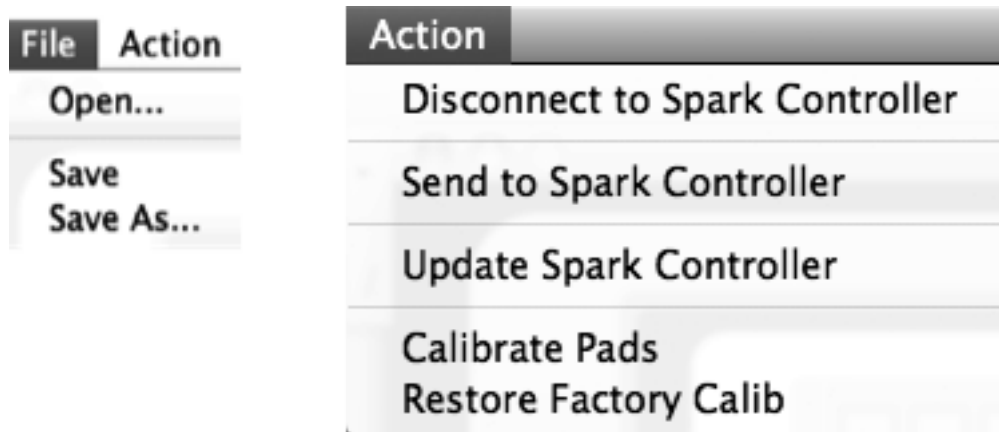 File Action
Open...
Save
Save As...
Action
Disconnect to Spark Controller
Send to Spark Controller
Update Spark Controller
Calibrate Pads
Restore Factory Calib